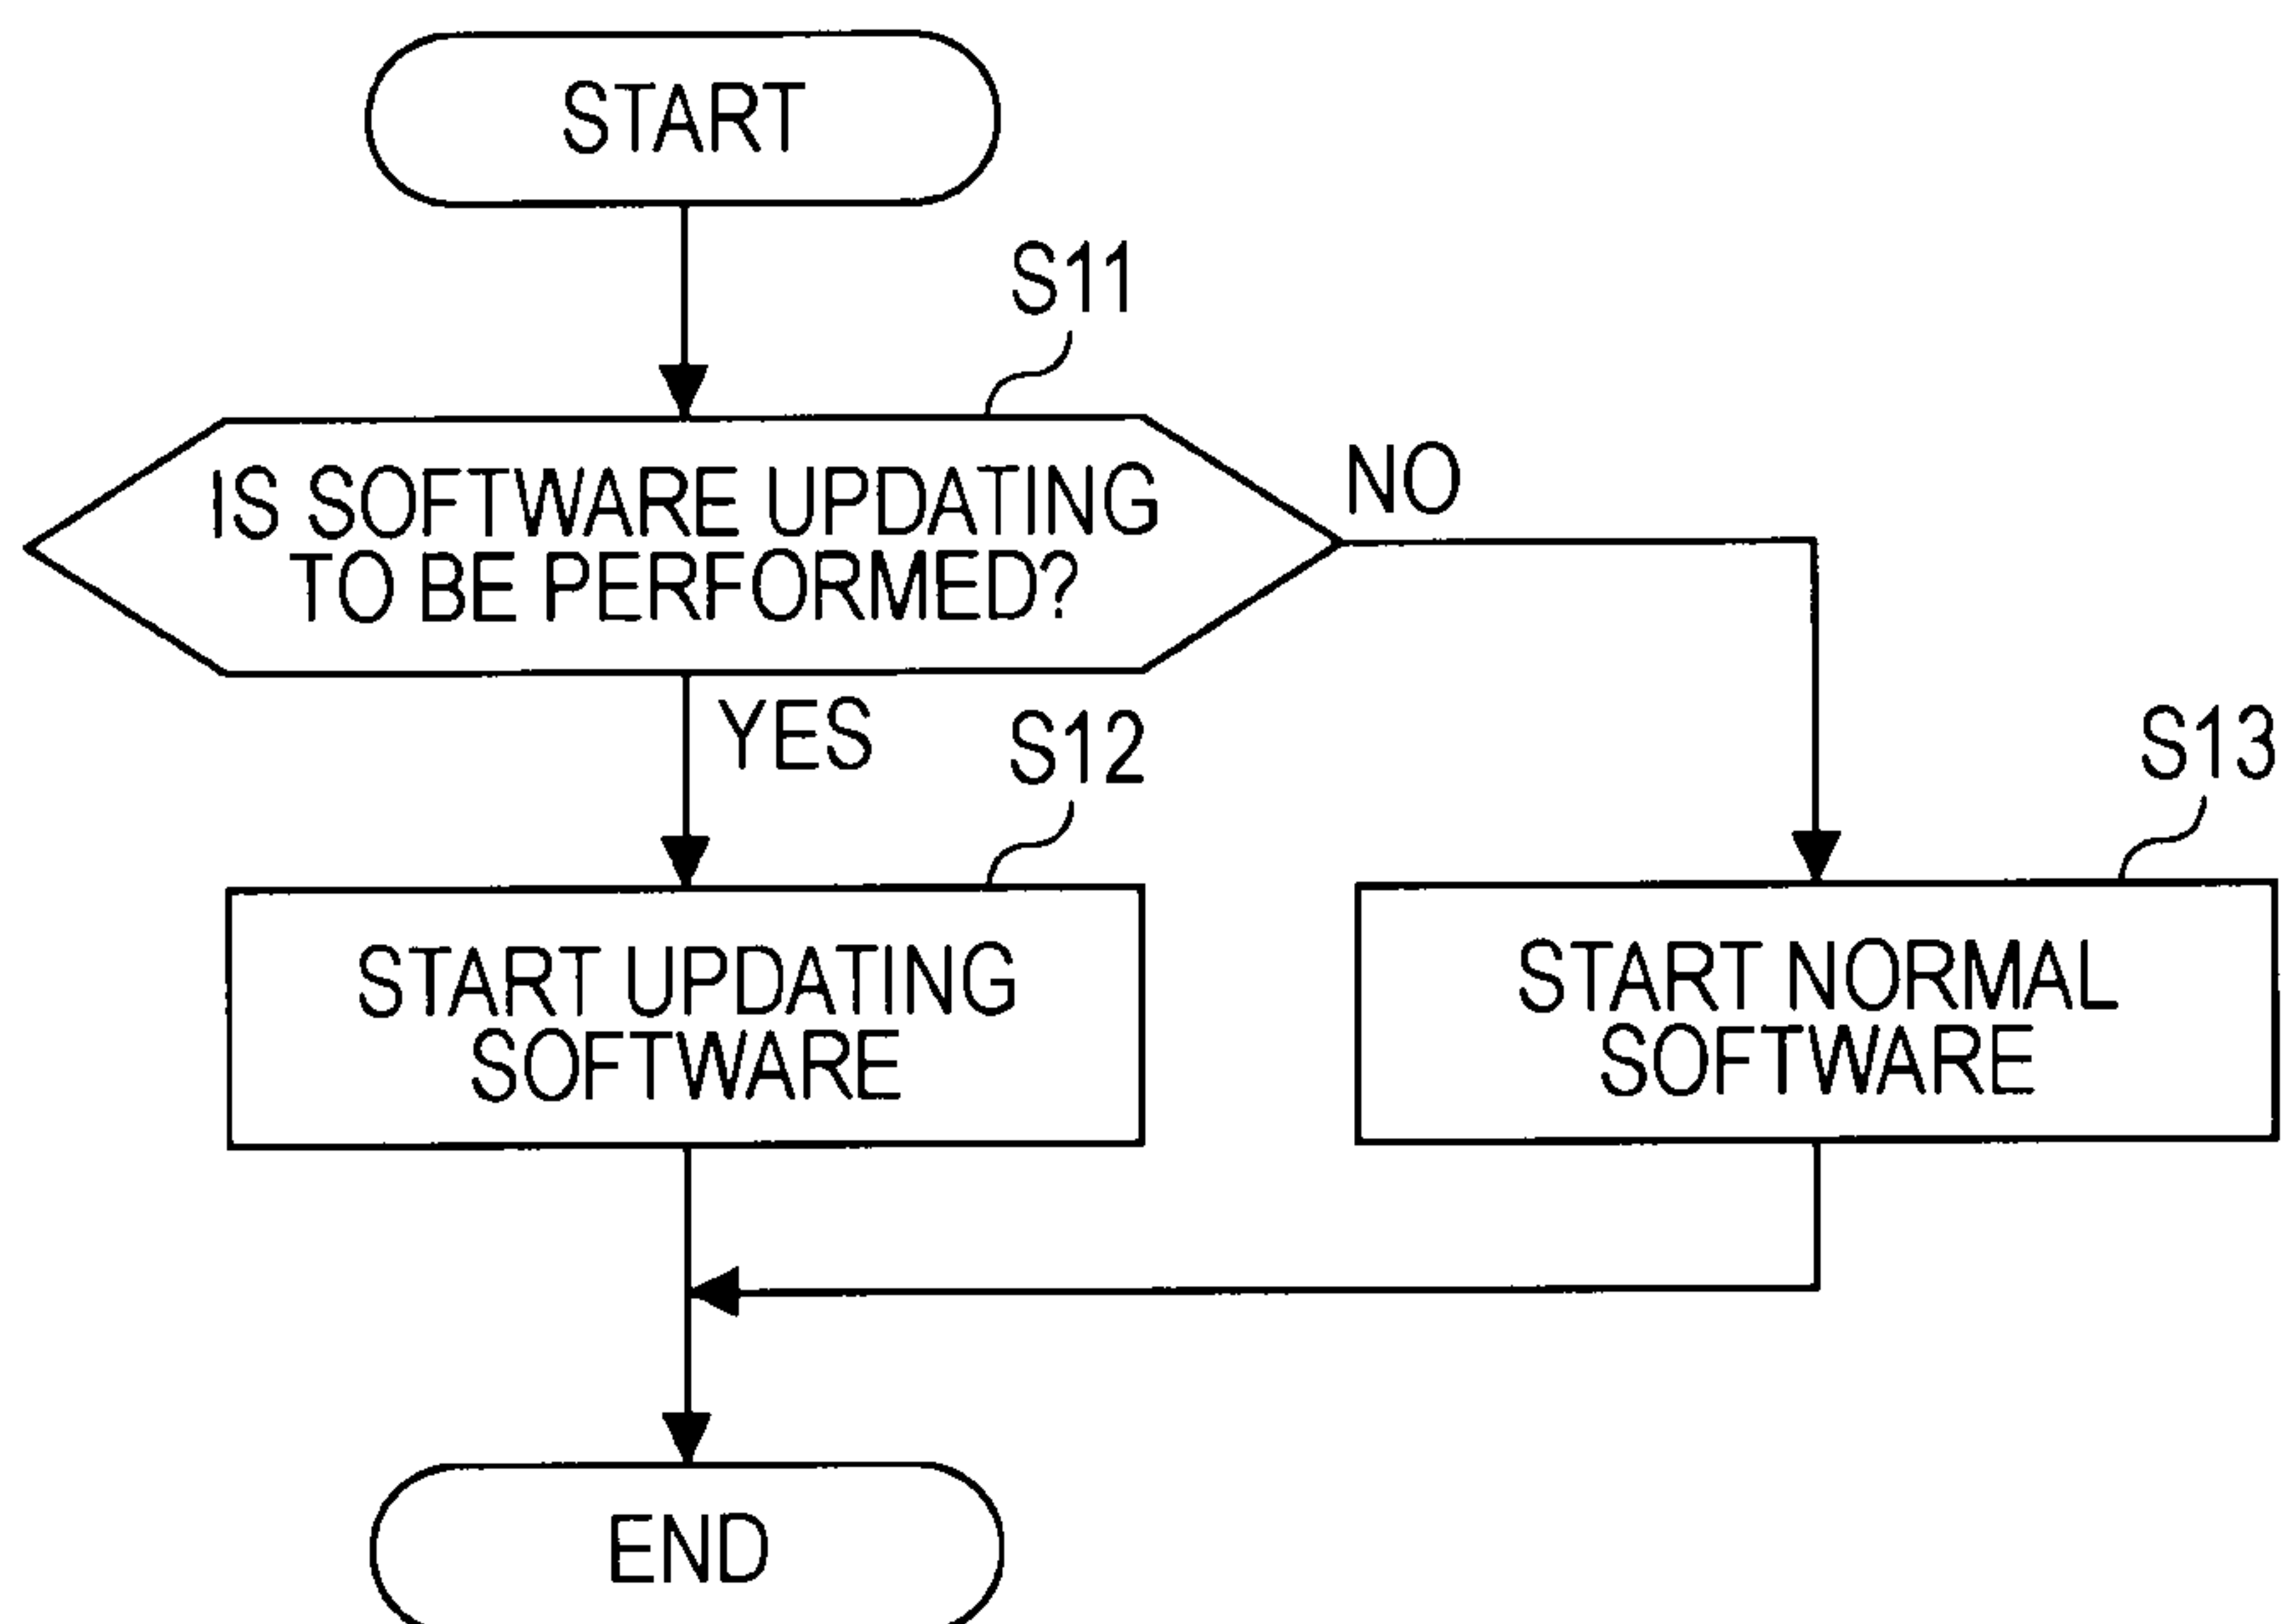 START
S11
IS SOFTWARE UPDATING
TO BE PERFORMED?
NO
YES
S12
S13
START UPDATING
SOFTWARE
START NORMAL
SOFTWARE
END